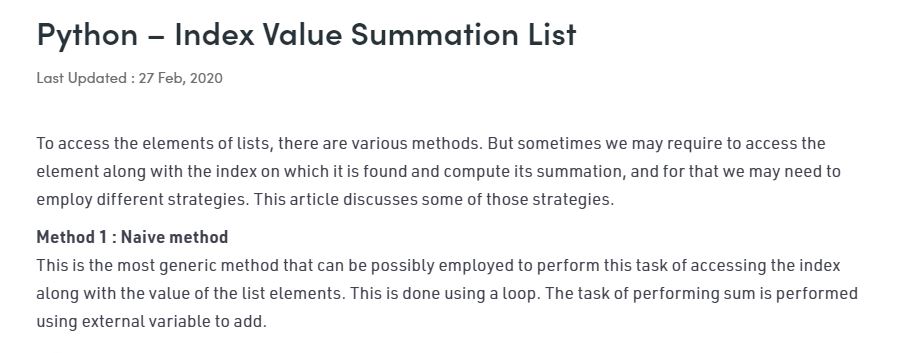 Python – Index Value Summation List
Last Updated : 27 Feb, 2020
To access the elements of lists, there are various methods. But sometimes we may require to access the
element along with the index on which it is found and compute its summation, and for that we may need to
employ different strategies. This article discusses some of those strategies.
Method 1 : Naive method
This is the most generic method that can be possibly employed to perform this task of accessing the index
along with the value of the list elements. This is done using a loop. The task of performing sum is performed
using external variable to add.